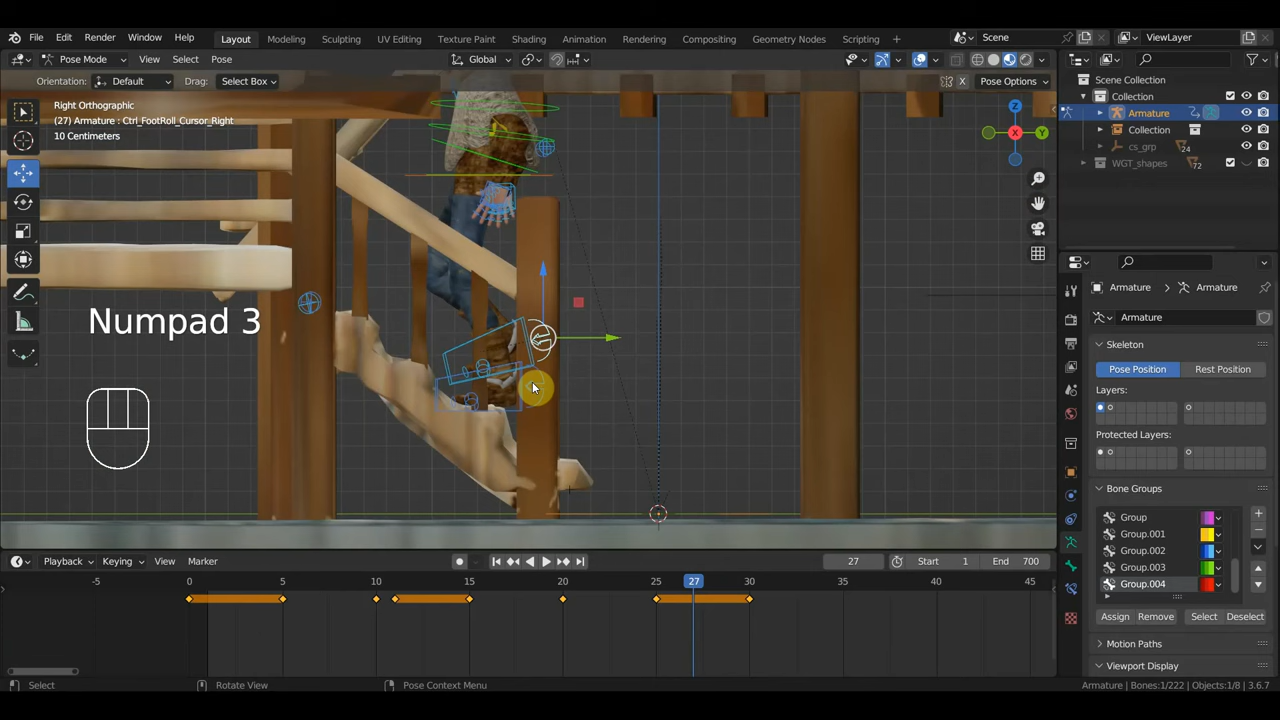 File Edit Render Window Help Layout Modeling Sculpting UV Editing Texture Paint Shading Animation Rendering Compositing Geometry Nodes Scripting + Scene ViewLayer
Pose Mode View Select Pose Global
Orientation: Default Drag: Select Box X Pose Options
Right Orthographic
(27) Armature : Ctrl_FootRoll_Cursor_Right
10 Centimeters
Z
X
Y
Numpad 3
Scene Collection
Collection
Armature
Collection
cs_grp 24
WGT_shapes 72
Armature Armature
Armature
Skeleton
Pose Position Rest Position
Layers:
Protected Layers:
Bone Groups
Group
Group.001
Group.002
Group.003
Group.004
Assign Remove Select Deselect
Motion Paths
Viewport Display
Playback Keying View Marker 27 Start 1 End 700
-5 0 5 10 15 20 25 27 30 35 40 45
Select Rotate View Pose Context Menu Armature | Bones:1/222 | Objects:1/8 | 3.6.7